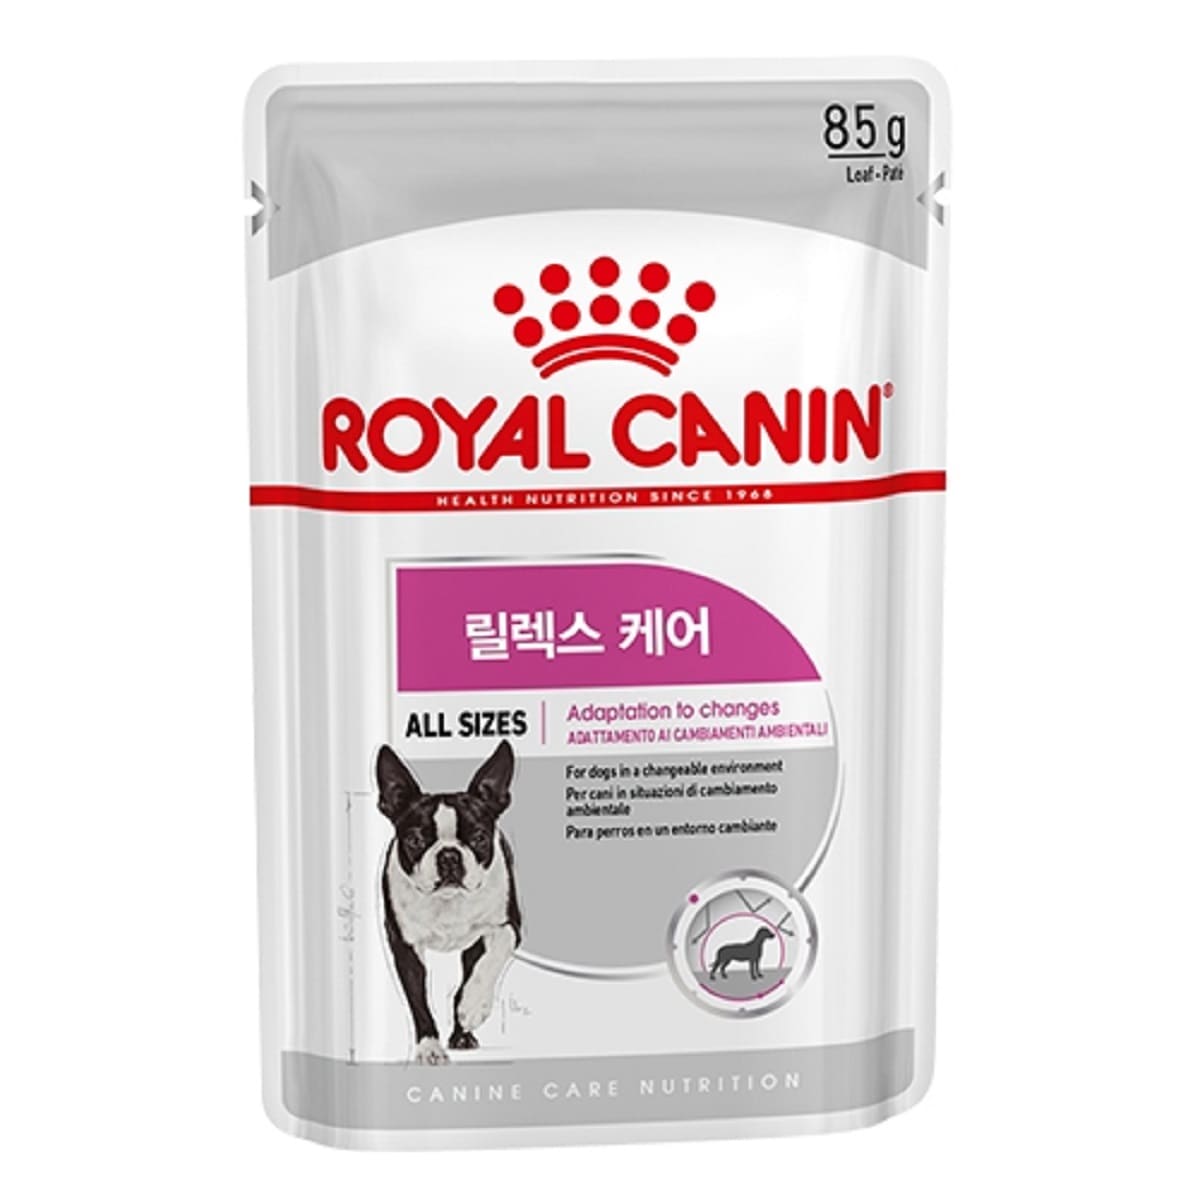 85g
Loaf - Paté
ROYAL CANIN®
HEALTH NUTRITION SINCE 1968
릴렉스 케어
ALL SIZES
Adaptation to changes
ADATTAMENTO AI CAMBIAMENTI AMBIENTALI
For dogs in a changeable environment
Per cani in situazioni di cambiamento
ambientale
Para perros en un entorno cambiante
CANINE CARE NUTRITION